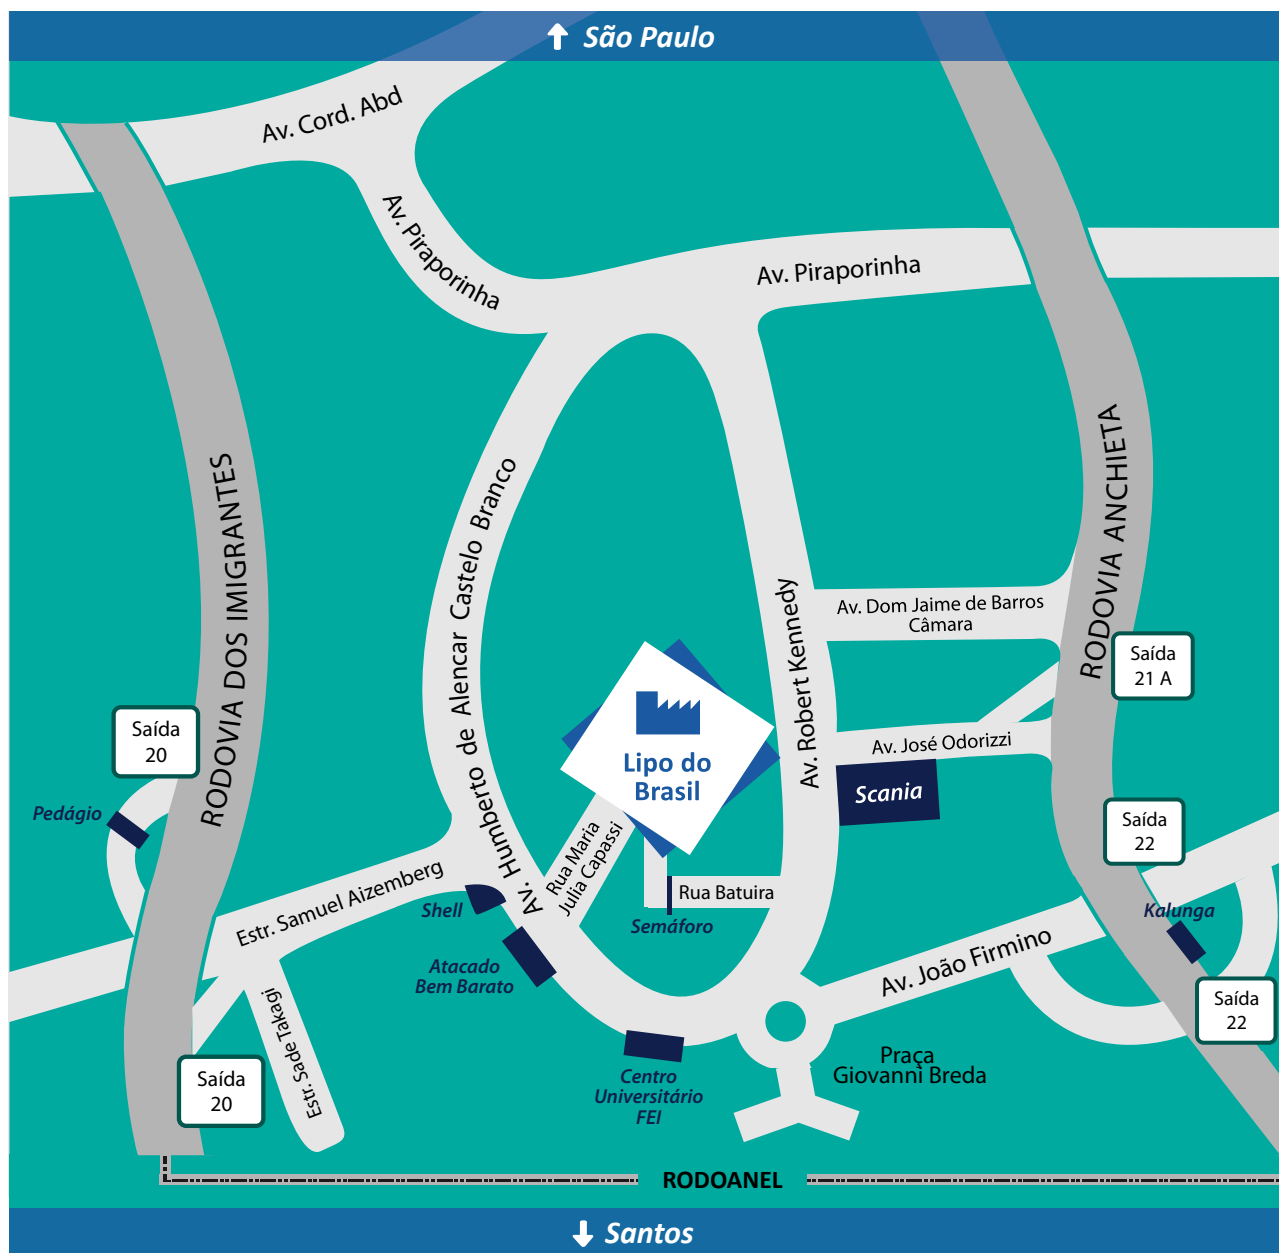 São Paulo
Av. Cord. Abd
Av. Piraporinha
Av. Piraporinha
RODOVIA DOS IMIGRANTES
Av. Humberto de Alencar Castelo Branco
RODOVIA ANCHIETA
Av. Robert Kennedy
Av. Dom Jaime de Barros
Câmara
Saída
21 A
Saída
20
Lipo do
Brasil
Av. José Odorizzi
Scania
Pedágio
Saída
22
Rua Maria
Julia Capassi
Estr. Samuel Aizemberg
Rua Batuira
Shell
Semáforo
Kalunga
Atacado
Bem Barato
Av. João Firmino
Estr. Sade Takagi
Saída
22
Saída
20
Centro
Universitário
FEI
Praça
Giovanni Breda
RODOANEL
Santos